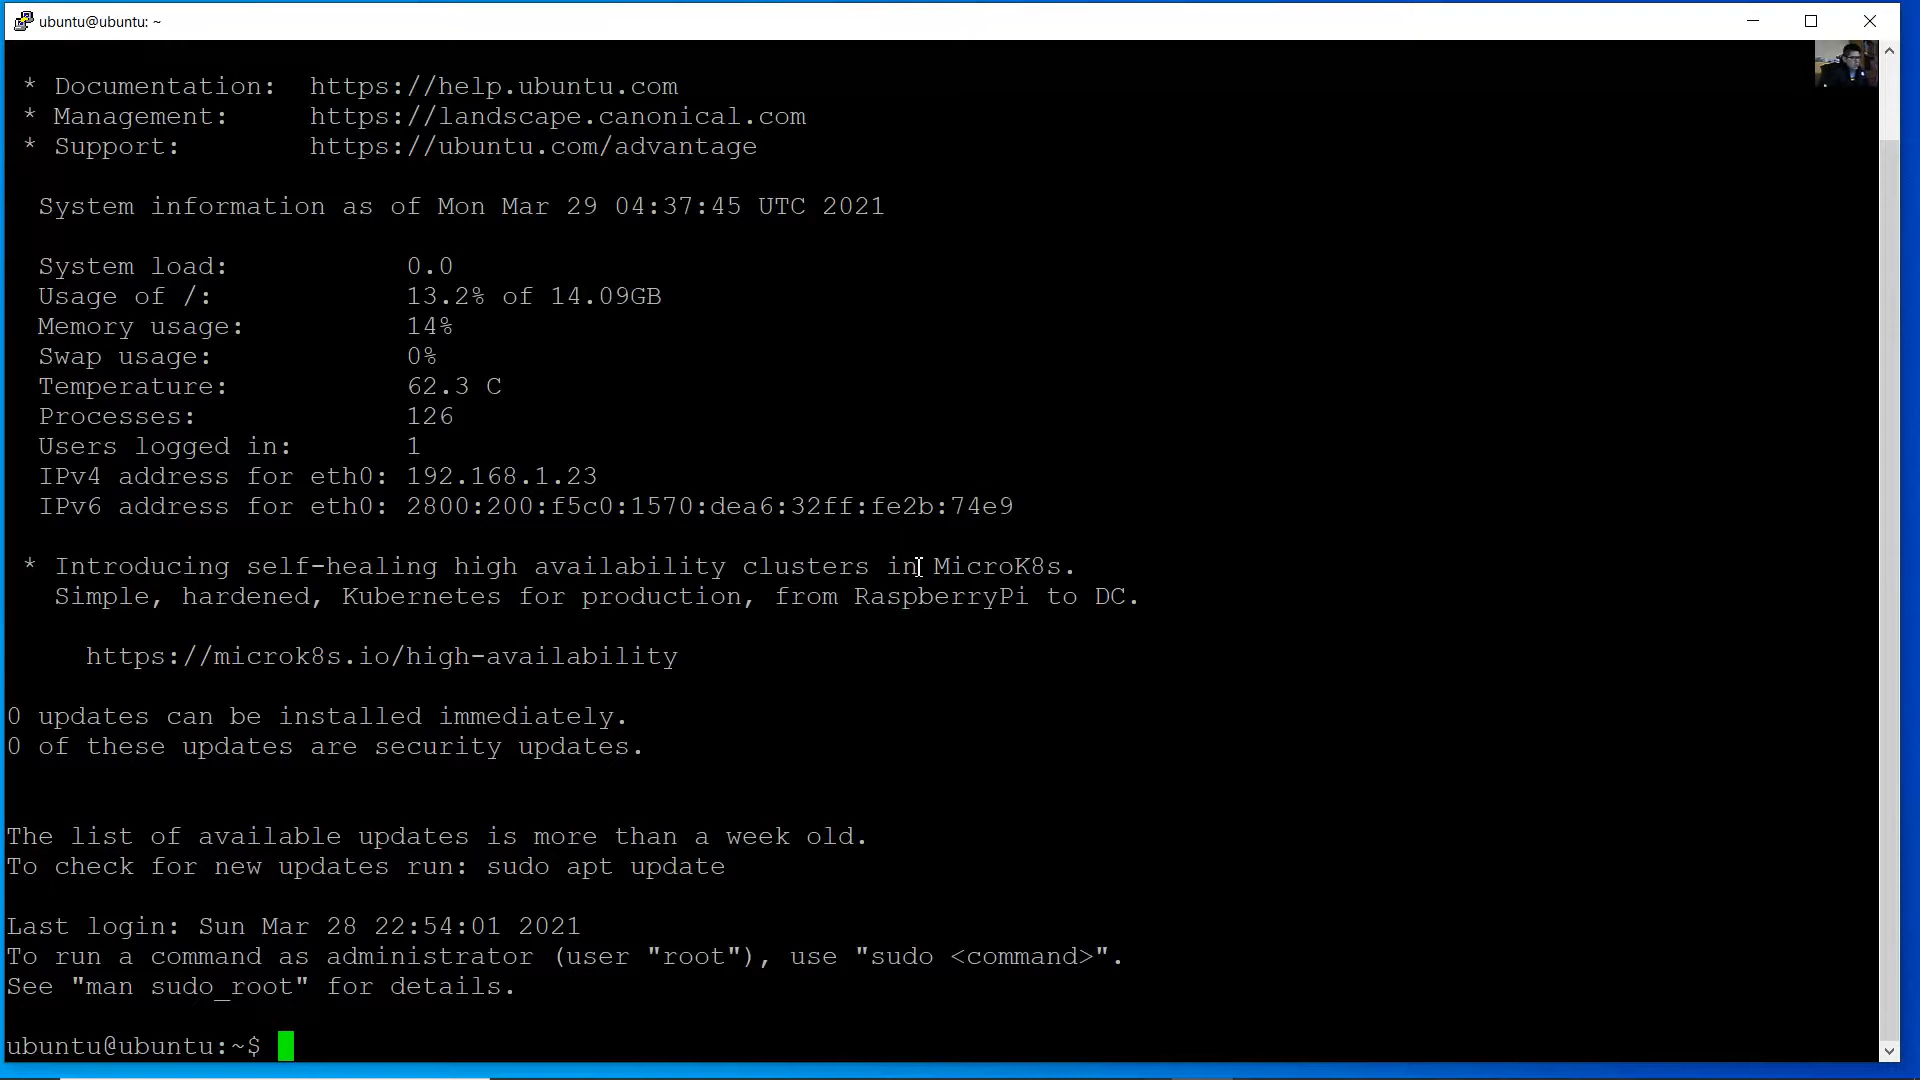 ubuntu@ubuntu: ~
* Documentation:  https://help.ubuntu.com
* Management:     https://landscape.canonical.com
* Support:        https://ubuntu.com/advantage
System information as of Mon Mar 29 04:37:45 UTC 2021
System load:           0.0
Usage of /:            13.2% of 14.09GB
Memory usage:          14%
Swap usage:            0%
Temperature:           62.3 C
Processes:             126
Users logged in:       1
IPv4 address for eth0: 192.168.1.23
IPv6 address for eth0: 2800:200:f5c0:1570:dea6:32ff:fe2b:74e9
* Introducing self-healing high availability clusters in MicroK8s.
Simple, hardened, Kubernetes for production, from RaspberryPi to DC.
https://microk8s.io/high-availability
0 updates can be installed immediately.
0 of these updates are security updates.
The list of available updates is more than a week old.
To check for new updates run: sudo apt update
Last login: Sun Mar 28 22:54:01 2021
To run a command as administrator (user "root"), use "sudo <command>".
See "man sudo_root" for details.
ubuntu@ubuntu:~$